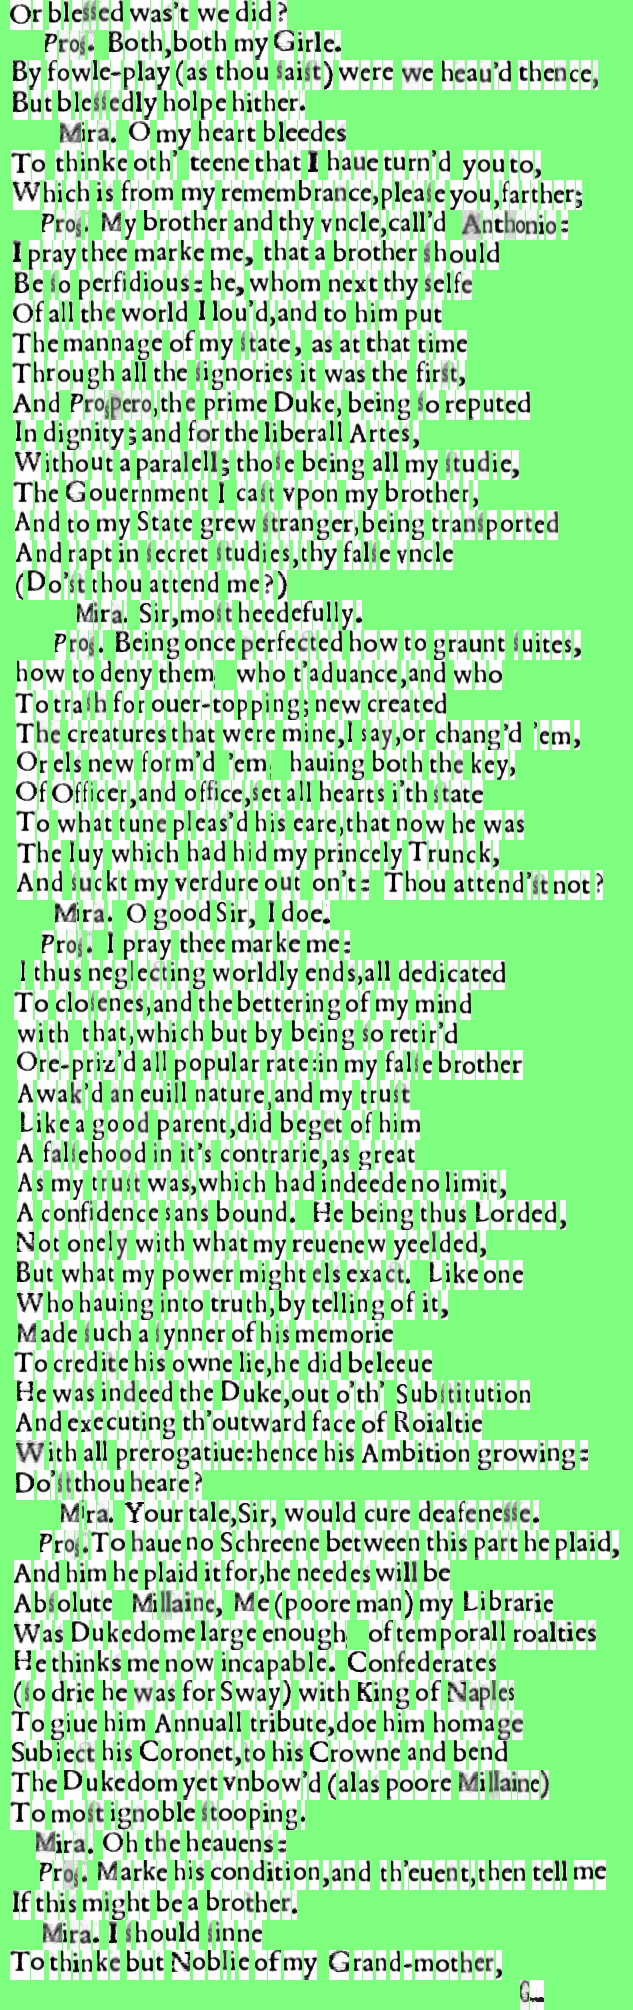 Or blessed was't we did?
Pros. Both, both my Girle.
By fowle-play (as thou saist) were we heau'd thence,
But blessedly holpe hither.
Mira. O my heart bleedes
To thinke oth' teene that I haue turn'd you to,
Which is from my remembrance, please you, farther;
Pros. My brother and thy vncle, call'd Anthonio:
I pray thee marke me, that a brother should
Be so perfidious: he, whom next thy selfe
Of all the world I lou'd, and to him put
The mannage of my state, as at that time
Through all the signories it was the first,
And Prospero, the prime Duke, being so reputed
In dignity; and for the liberall Artes,
Without a paralell; those being all my studie,
The Gouernment I cast vpon my brother,
And to my State grew stranger, being transported
And rapt in secret studies, thy false vncle
(Do'st thou attend me?)
Mira. Sir, most heedefully.
Pros. Being once perfected how to graunt suites,
how to deny them who t'aduance, and who
To trash for ouer-topping; new created
The creatures that were mine, I say, or chang'd 'em,
Or els new form'd 'em hauing both the key,
Of Officer, and office, set all hearts i'th state
To what tune pleas'd his eare, that now he was
The Iuy which had hid my princely Trunck,
And suckt my verdure out on't: Thou attend'st not?
Mira. O good Sir, I doe.
Pros. I pray thee marke me:
I thus neglecting worldly ends, all dedicated
To closenes, and the bettering of my mind
with that, which but by being so retir'd
Ore-priz'd all popular rate: in my false brother
Awak'd an euill nature, and my trust
Like a good parent, did beget of him
A falsehood in it's contrarie, as great
As my trust was, which had indeede no limit,
A confidence sans bound. He being thus Lorded,
Not onely with what my reuenew yeelded,
But what my power might els exact. Like one
Who hauing into truth, by telling of it,
Made such a synner of his memorie
To credite his owne lie, he did beleeue
He was indeed the Duke, out o'th' Substitution
And executing th'outward face of Roialtie
With all prerogatiue: hence his Ambition growing:
Do'st thou heare?
Mira. Your tale, Sir, would cure deafenesse.
Pros. To haue no Schreene between this part he plaid,
And him he plaid it for, he needes will be
Absolute Millaine, Me (poore man) my Librarie
Was Dukedome large enough of temporall roalties
He thinks me now incapable. Confederates
(so drie he was for Sway) with King of Naples
To giue him Annuall tribute, doe him homage
Subiect his Coronet, to his Crowne and bend
The Dukedom yet vnbow'd (alas poore Millaine)
To most ignoble stooping.
Mira. Oh the heauens:
Pros. Marke his condition, and th'euent, then tell me
If this might be a brother.
Mira. I should sinne
To thinke but Noblie of my Grand-mother,